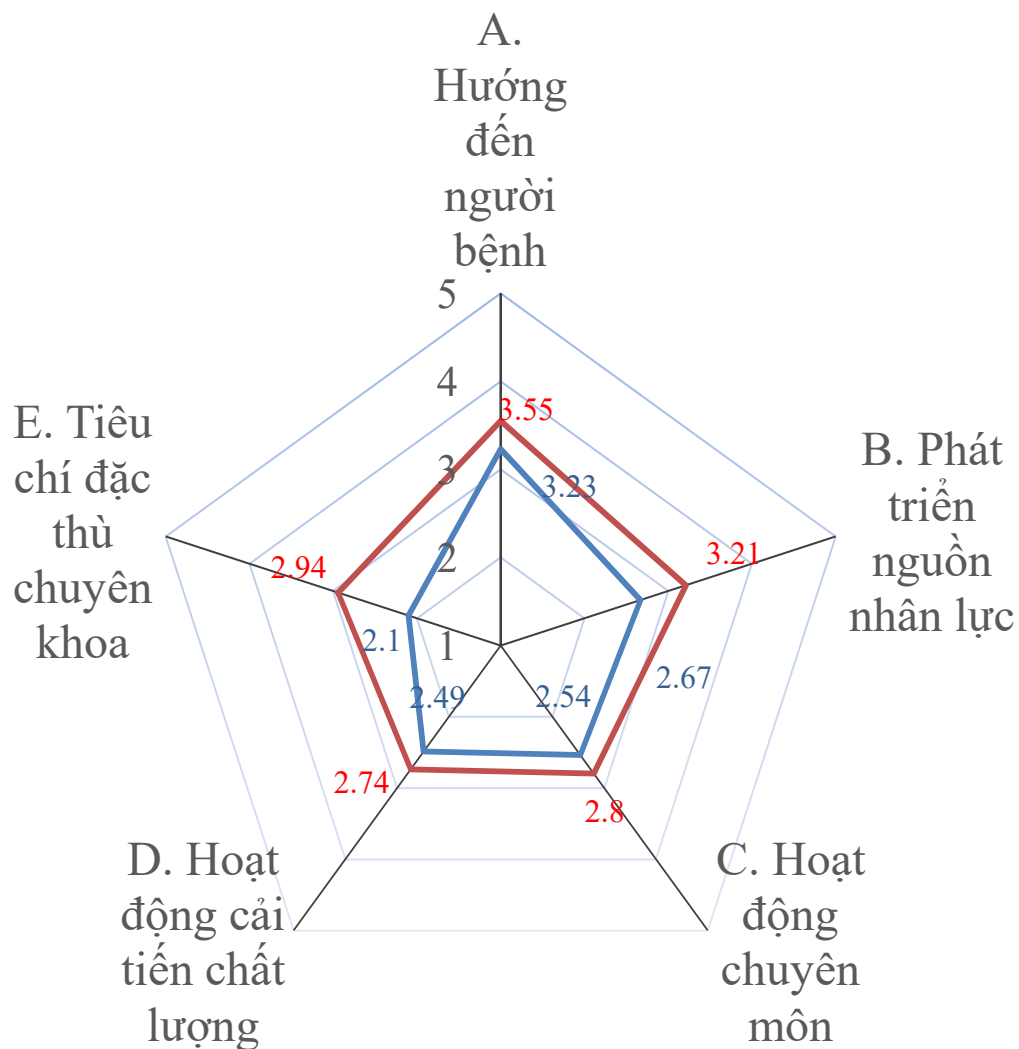 A.
Hướng
đến
người
bệnh
5
4
3.55
3
3.23
E. Tiêu
chí đặc
thù
chuyên
khoa
B. Phát
triển
nguồn
nhân lực
2.94
2
3.21
2.1
1
2.67
2.49
2.54
2.74
2.8
D. Hoạt
động cải
tiến chất
lượng
C. Hoạt
động
chuyên
môn